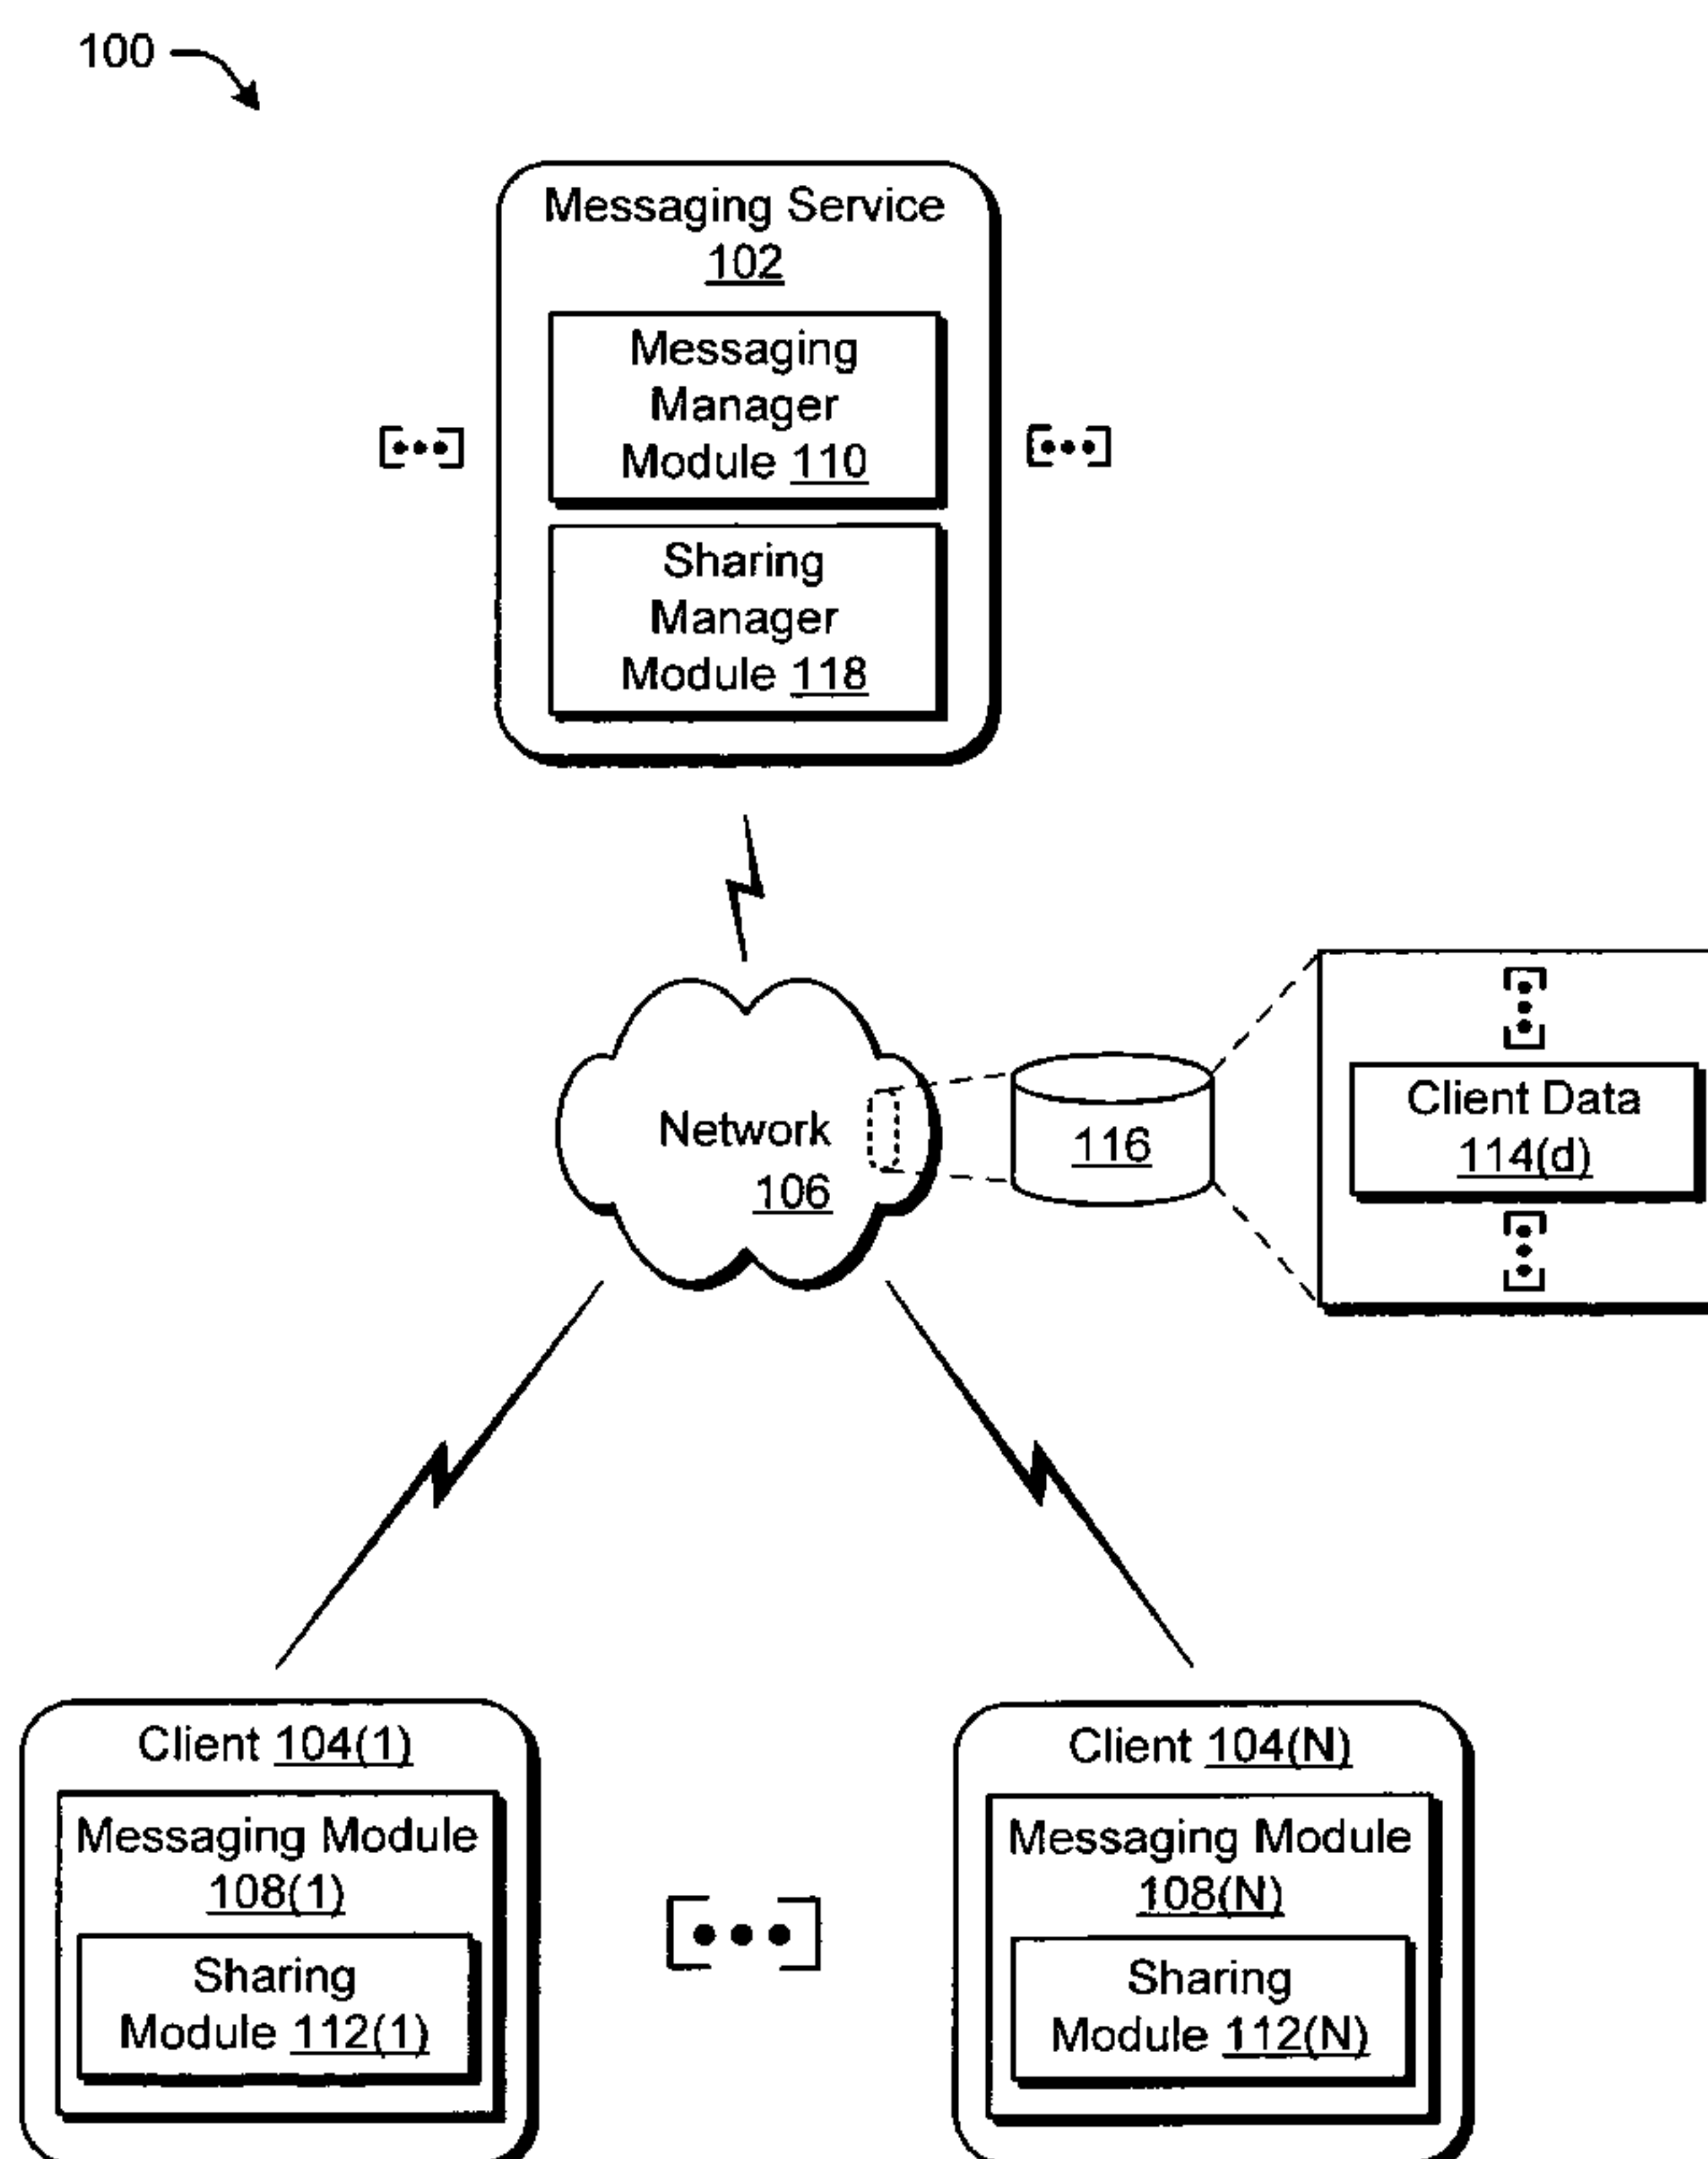 100
Messaging Service
102
Messaging
Manager
Module 110
Sharing
Manager
Module 118
Network
106
116
Client Data
114(d)
Client 104(1)
Messaging Module
108(1)
Sharing
Module 112(1)
Client 104(N)
Messaging Module
108(N)
Sharing
Module 112(N)